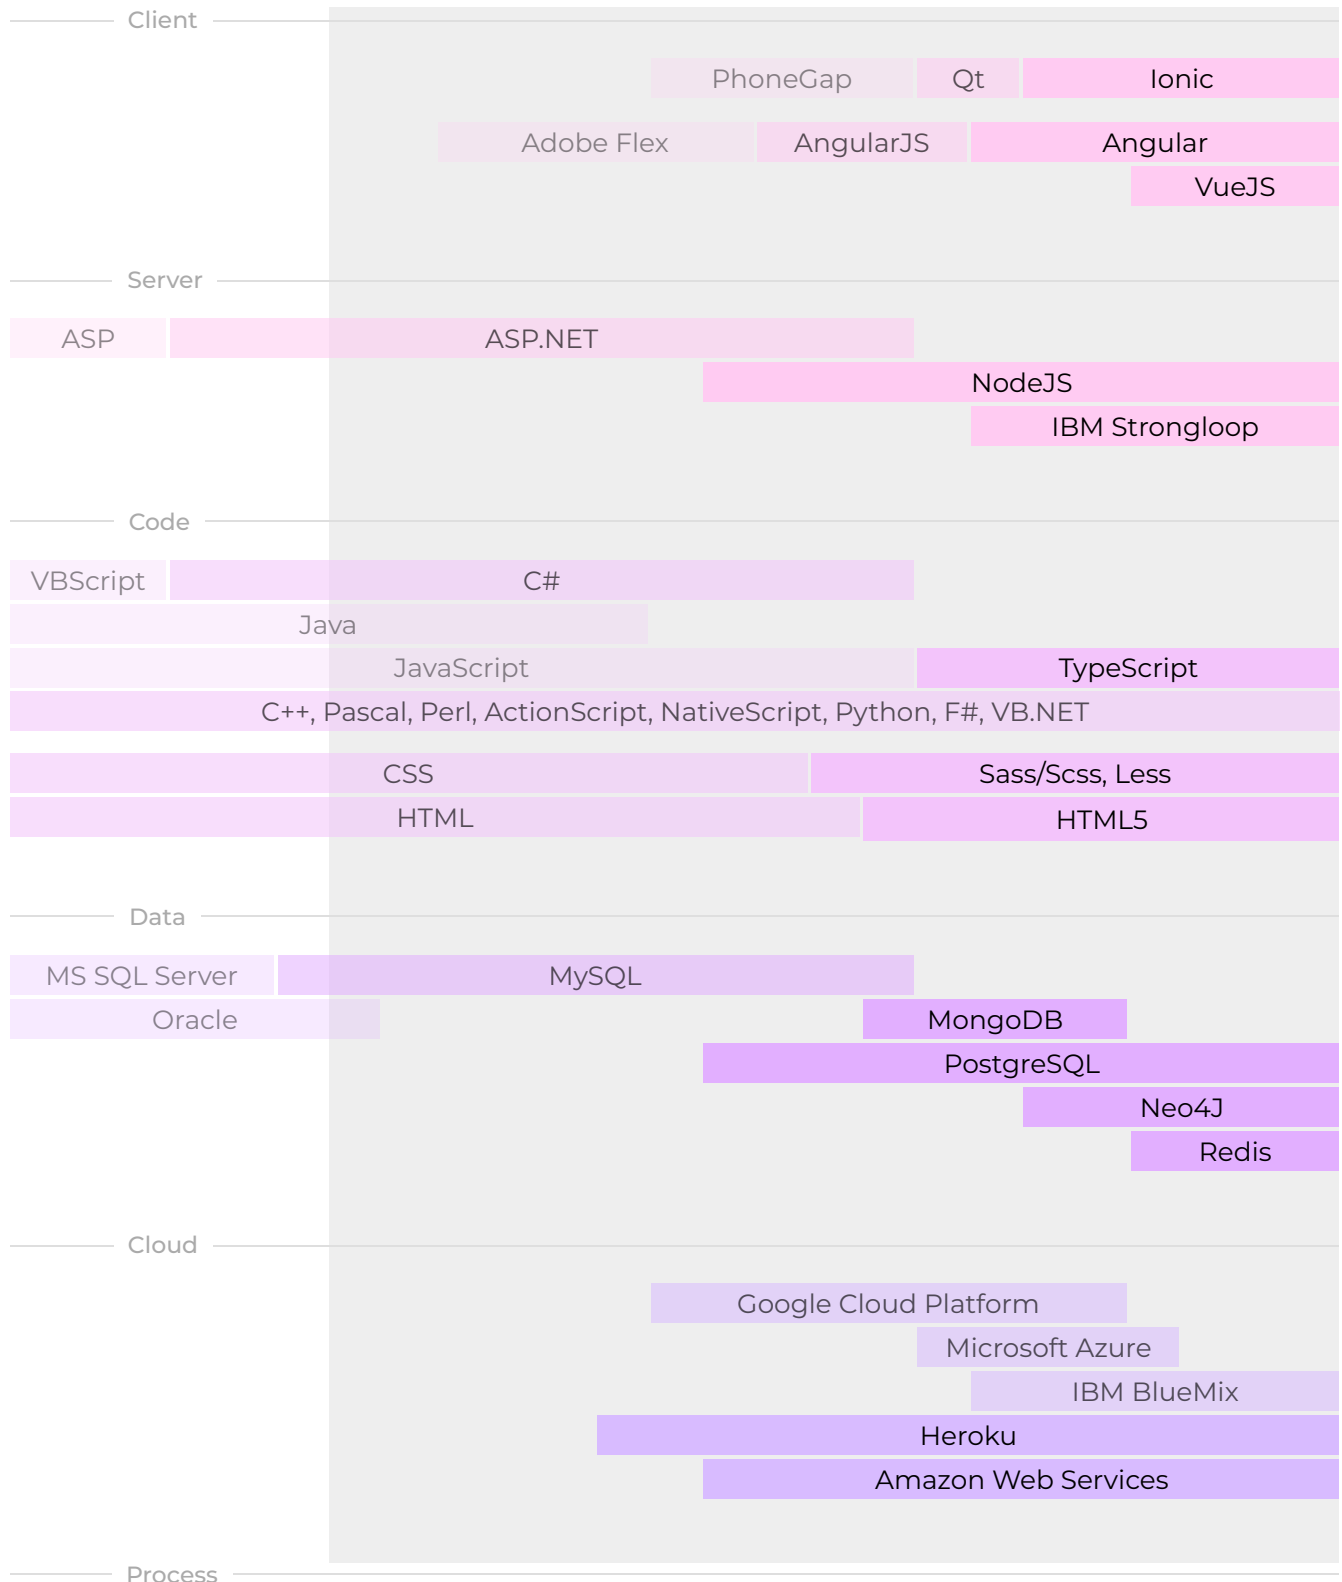 Client
PhoneGap Qt Ionic
Adobe Flex AngularJS Angular
VueJS
Server
ASP ASP.NET
NodeJS
IBM Strongloop
Code
VBScript C#
Java
JavaScript TypeScript
C++, Pascal, Perl, ActionScript, NativeScript, Python, F#, VB.NET
CSS Sass/Scss, Less
HTML HTML5
Data
MS SQL Server MySQL
Oracle MongoDB
PostgreSQL
Neo4J
Redis
Cloud
Google Cloud Platform
Microsoft Azure
IBM BlueMix
Heroku
Amazon Web Services
Process